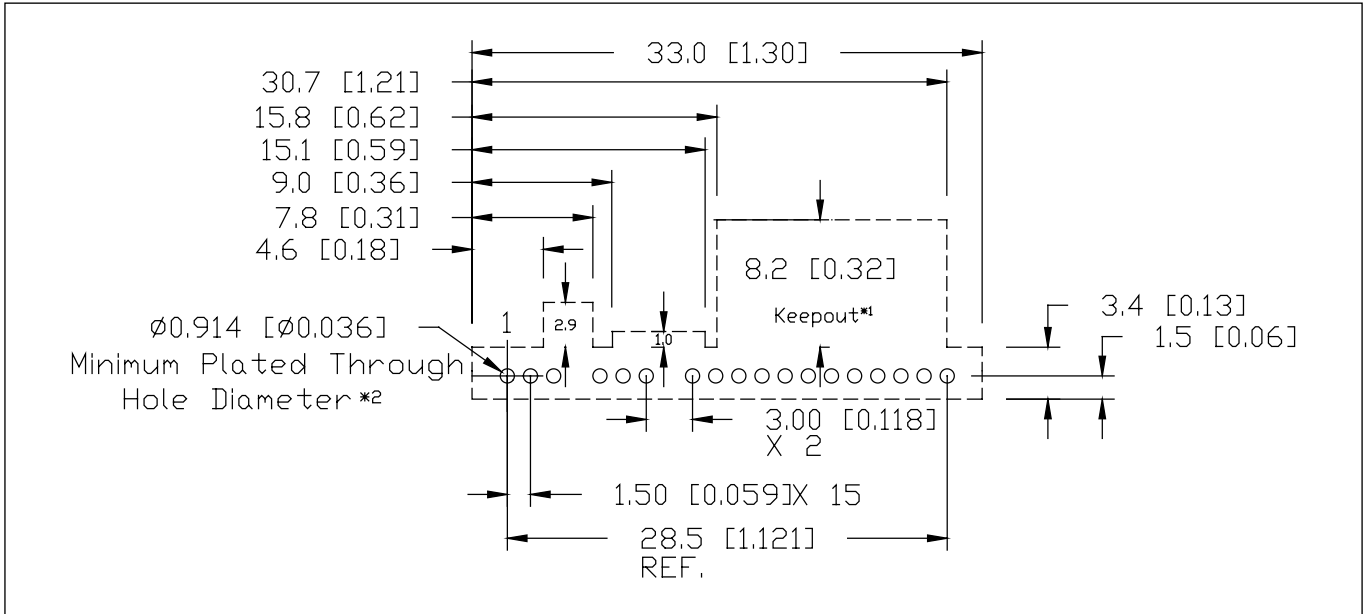 33.0 [1.30]
30.7 [1.21]
15.8 [0.62]
15.1 [0.59]
9.0 [0.36]
7.8 [0.31]
4.6 [0.18]
8.2 [0.32]
Keepout*1
3.4 [0.13]
1.5 [0.06]
2.9
1.0
1
Ø0.914 [Ø0.036]
Minimum Plated Through
Hole Diameter *2
3.00 [0.118]
X 2
1.50 [0.059]X 15
28.5 [1.121]
REF.